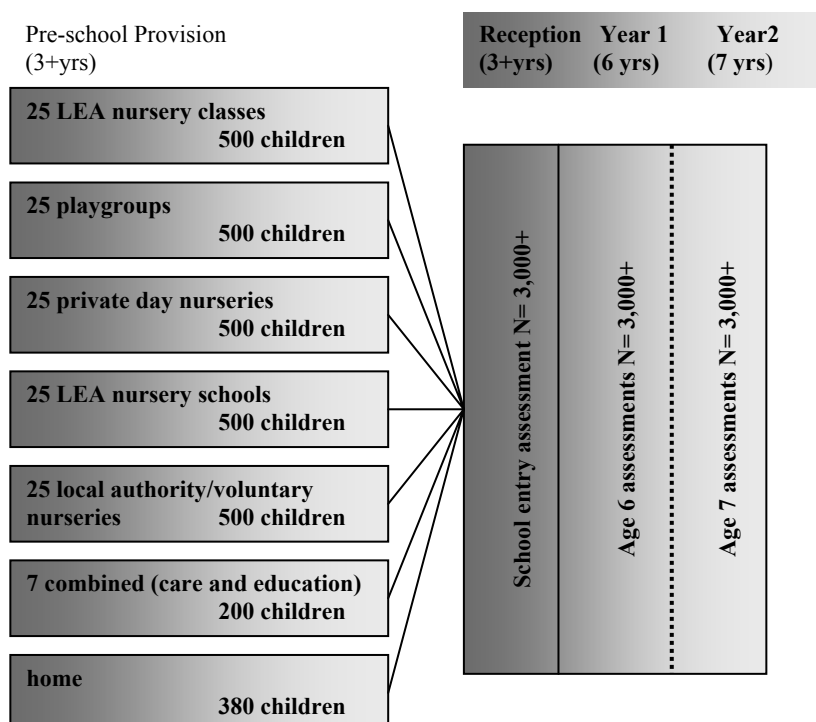 Pre-school Provision
(3+yrs)
Reception Year 1 Year2
(3+yrs) (6 yrs) (7 yrs)
25 LEA nursery classes
500 children
25 playgroups
500 children
25 private day nurseries
500 children
25 LEA nursery schools
500 children
25 local authority/voluntary
nurseries 500 children
7 combined (care and education)
200 children
home
380 children
School entry assessment N= 3,000+
Age 6 assessments N= 3,000+
Age 7 assessments N= 3,000+